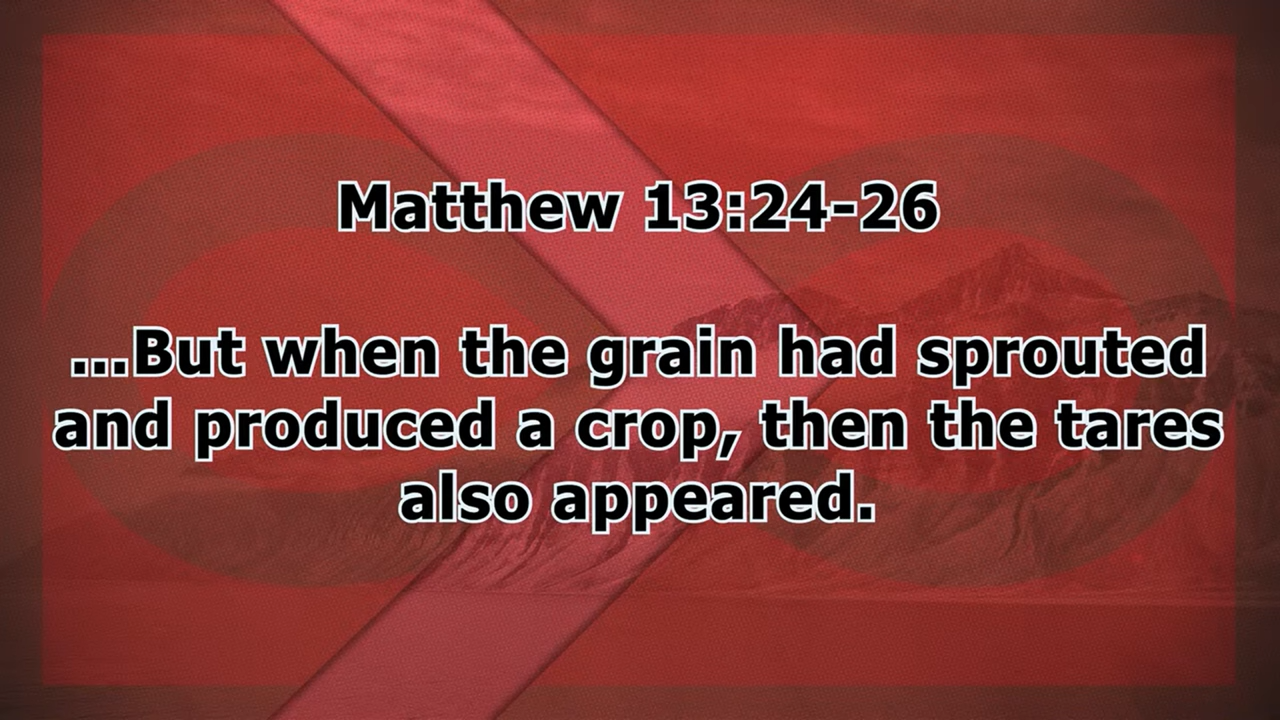 Matthew 13:24-26
...But when the grain had sprouted
and produced a crop, then the tares
also appeared.